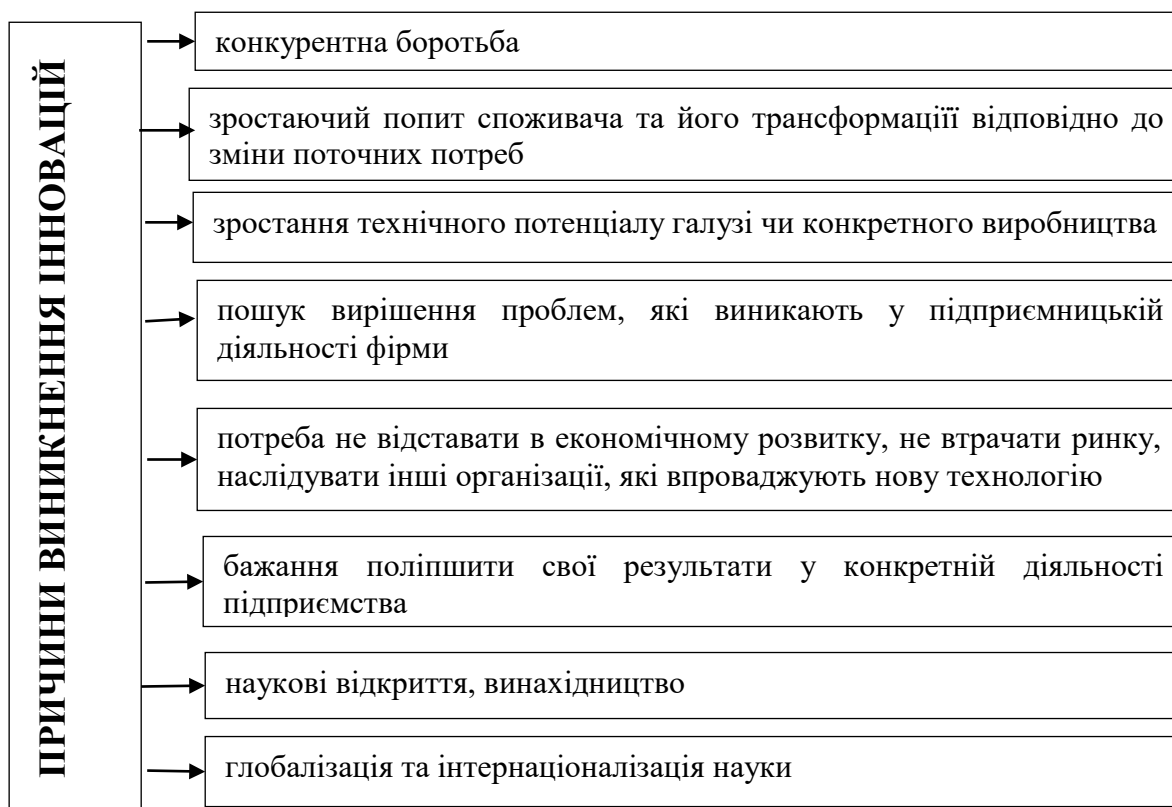 ПРИЧИНИ ВИНИКНЕННЯ ІННОВАЦІЙ
конкурентна боротьба
зростаючий попит споживача та його трансформаціїї відповідно до
зміни поточних потреб
зростання технічного потенціалу галузі чи конкретного виробництва
пошук вирішення проблем, які виникають у підприємницькій
діяльності фірми
потреба не відставати в економічному розвитку, не втрачати ринку,
наслідувати інші організації, які впроваджують нову технологію
бажання поліпшити свої результати у конкретній діяльності
підприємства
наукові відкриття, винахідництво
глобалізація та інтернаціоналізація науки